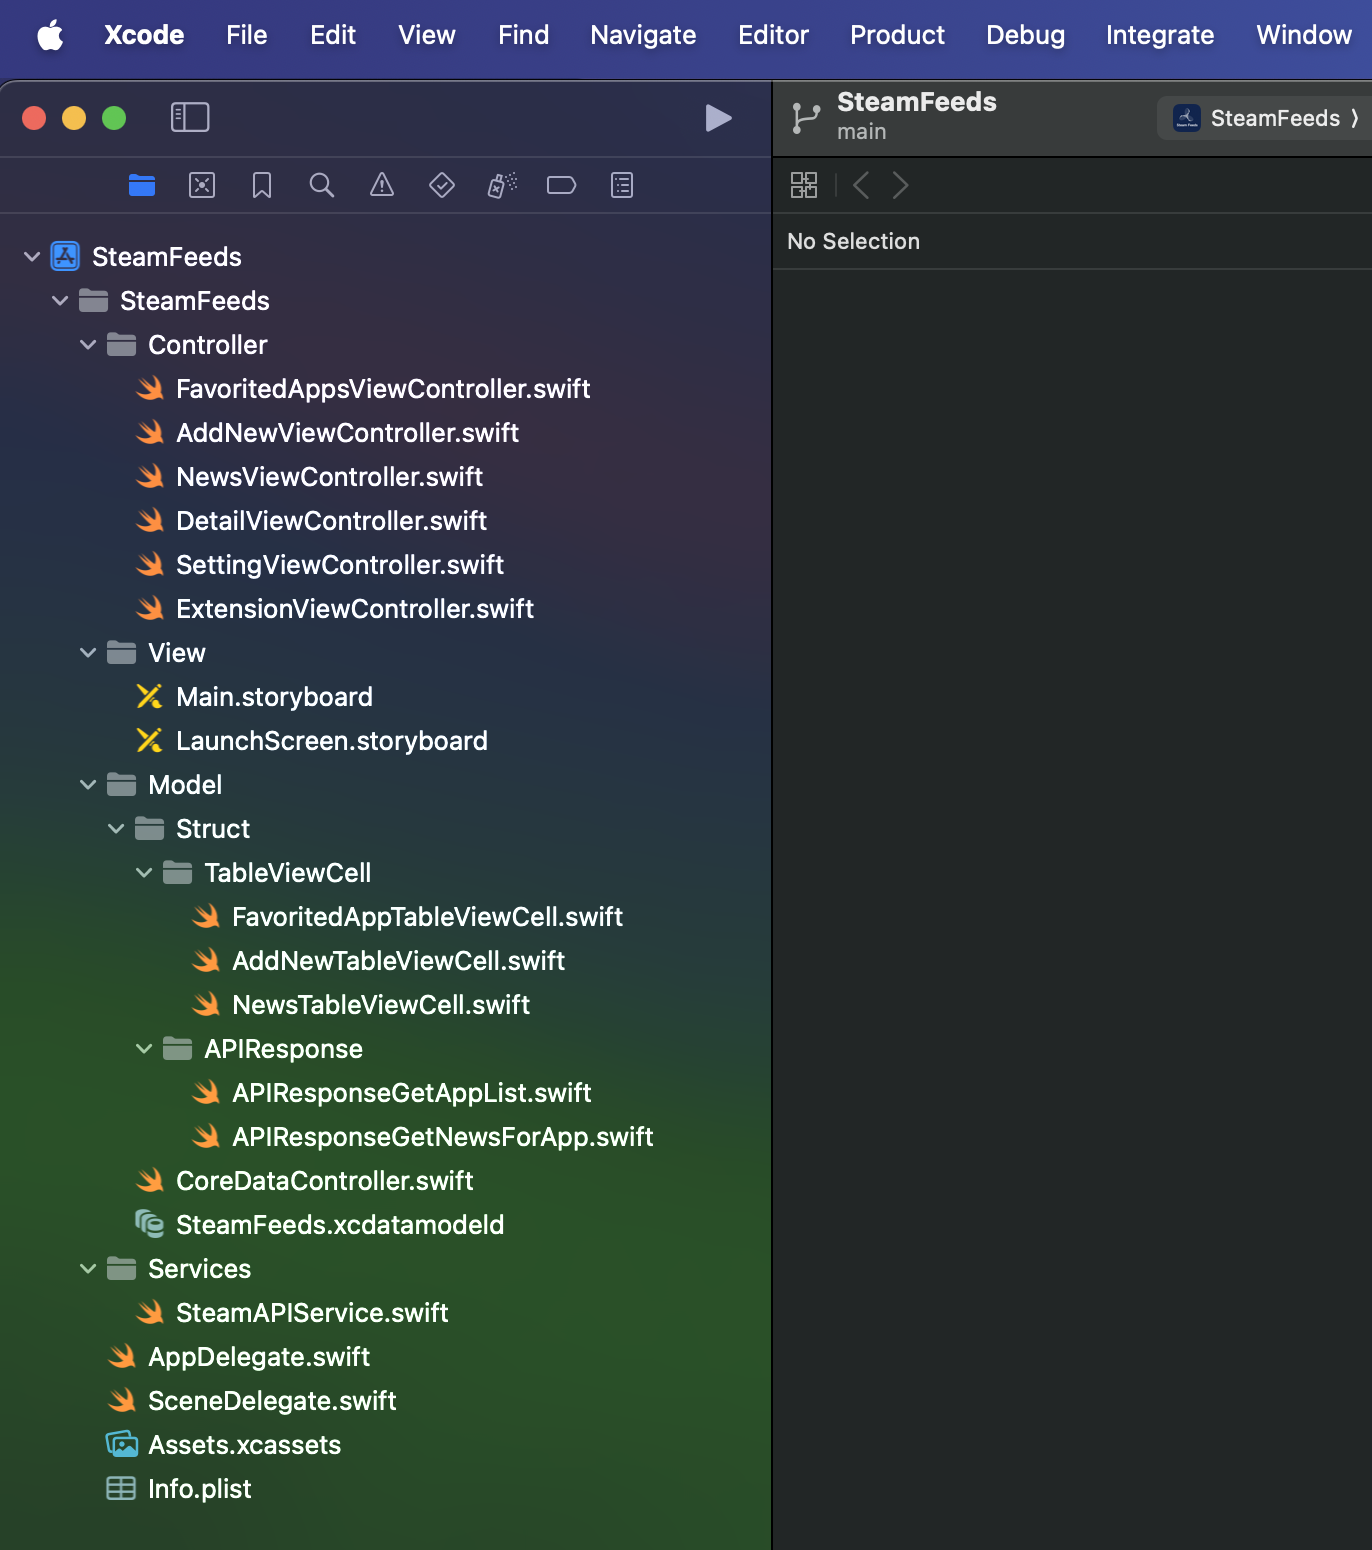 Xcode File Edit View Find Navigate Editor Product Debug Integrate Window
SteamFeeds
main
SteamFeeds
No Selection
SteamFeeds
SteamFeeds
Controller
FavoritedAppsViewController.swift
AddNewViewController.swift
NewsViewController.swift
DetailViewController.swift
SettingViewController.swift
ExtensionViewController.swift
View
Main.storyboard
LaunchScreen.storyboard
Model
Struct
TableViewCell
FavoritedAppTableViewCell.swift
AddNewTableViewCell.swift
NewsTableViewCell.swift
APIResponse
APIResponseGetAppList.swift
APIResponseGetNewsForApp.swift
CoreDataController.swift
SteamFeeds.xcdatamodeld
Services
SteamAPIService.swift
AppDelegate.swift
SceneDelegate.swift
Assets.xcassets
Info.plist